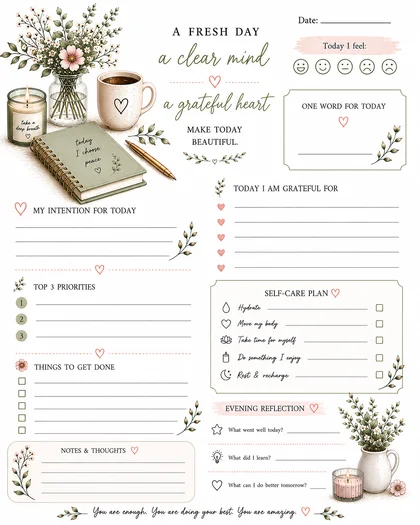 A FRESH DAY
a clear mind
a grateful heart
MAKE TODAY
BEAUTIFUL.
Date:
Today I feel:
ONE WORD FOR TODAY
take a
deep breath
today
I choose
peace
MY INTENTION FOR TODAY
TOP 3 PRIORITIES
1
2
3
THINGS TO GET DONE
NOTES & THOUGHTS
TODAY I AM GRATEFUL FOR
SELF-CARE PLAN
Hydrate
Move my body
Take time for myself
Do something I enjoy
Rest & recharge
EVENING REFLECTION
What went well today?
What did I learn?
What can I do better tomorrow?
You are enough. You are doing your best. You are amazing.